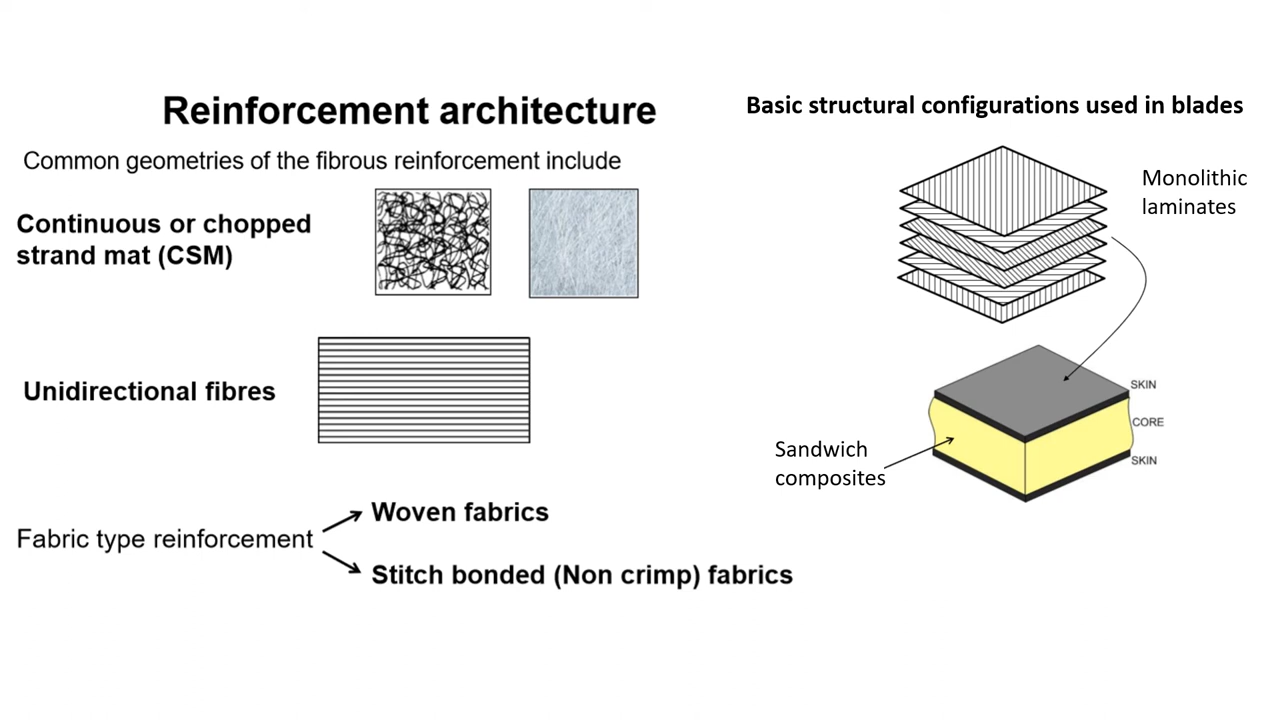 Reinforcement architecture
Common geometries of the fibrous reinforcement include
Continuous or chopped
strand mat (CSM)
Unidirectional fibres
Fabric type reinforcement
Woven fabrics
Stitch bonded (Non crimp) fabrics
Basic structural configurations used in blades
Monolithic
laminates
SKIN
CORE
SKIN
Sandwich
composites